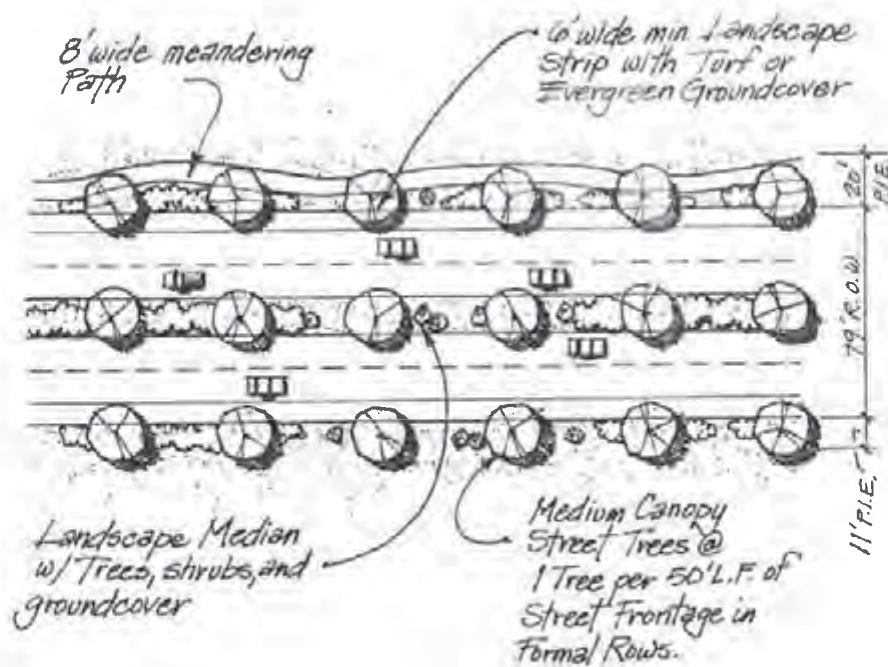 8' wide meandering
Path
6' wide min. Landscape
Strip with Turf or
Evergreen Groundcover
20'
P.I.E.
79' R.O.W
11' P.I.E.
Landscape Median
w/ Trees, shrubs, and
groundcover
Medium Canopy
Street Trees @
1 Tree per 50' L.F. of
Street Frontage in
Formal Rows.